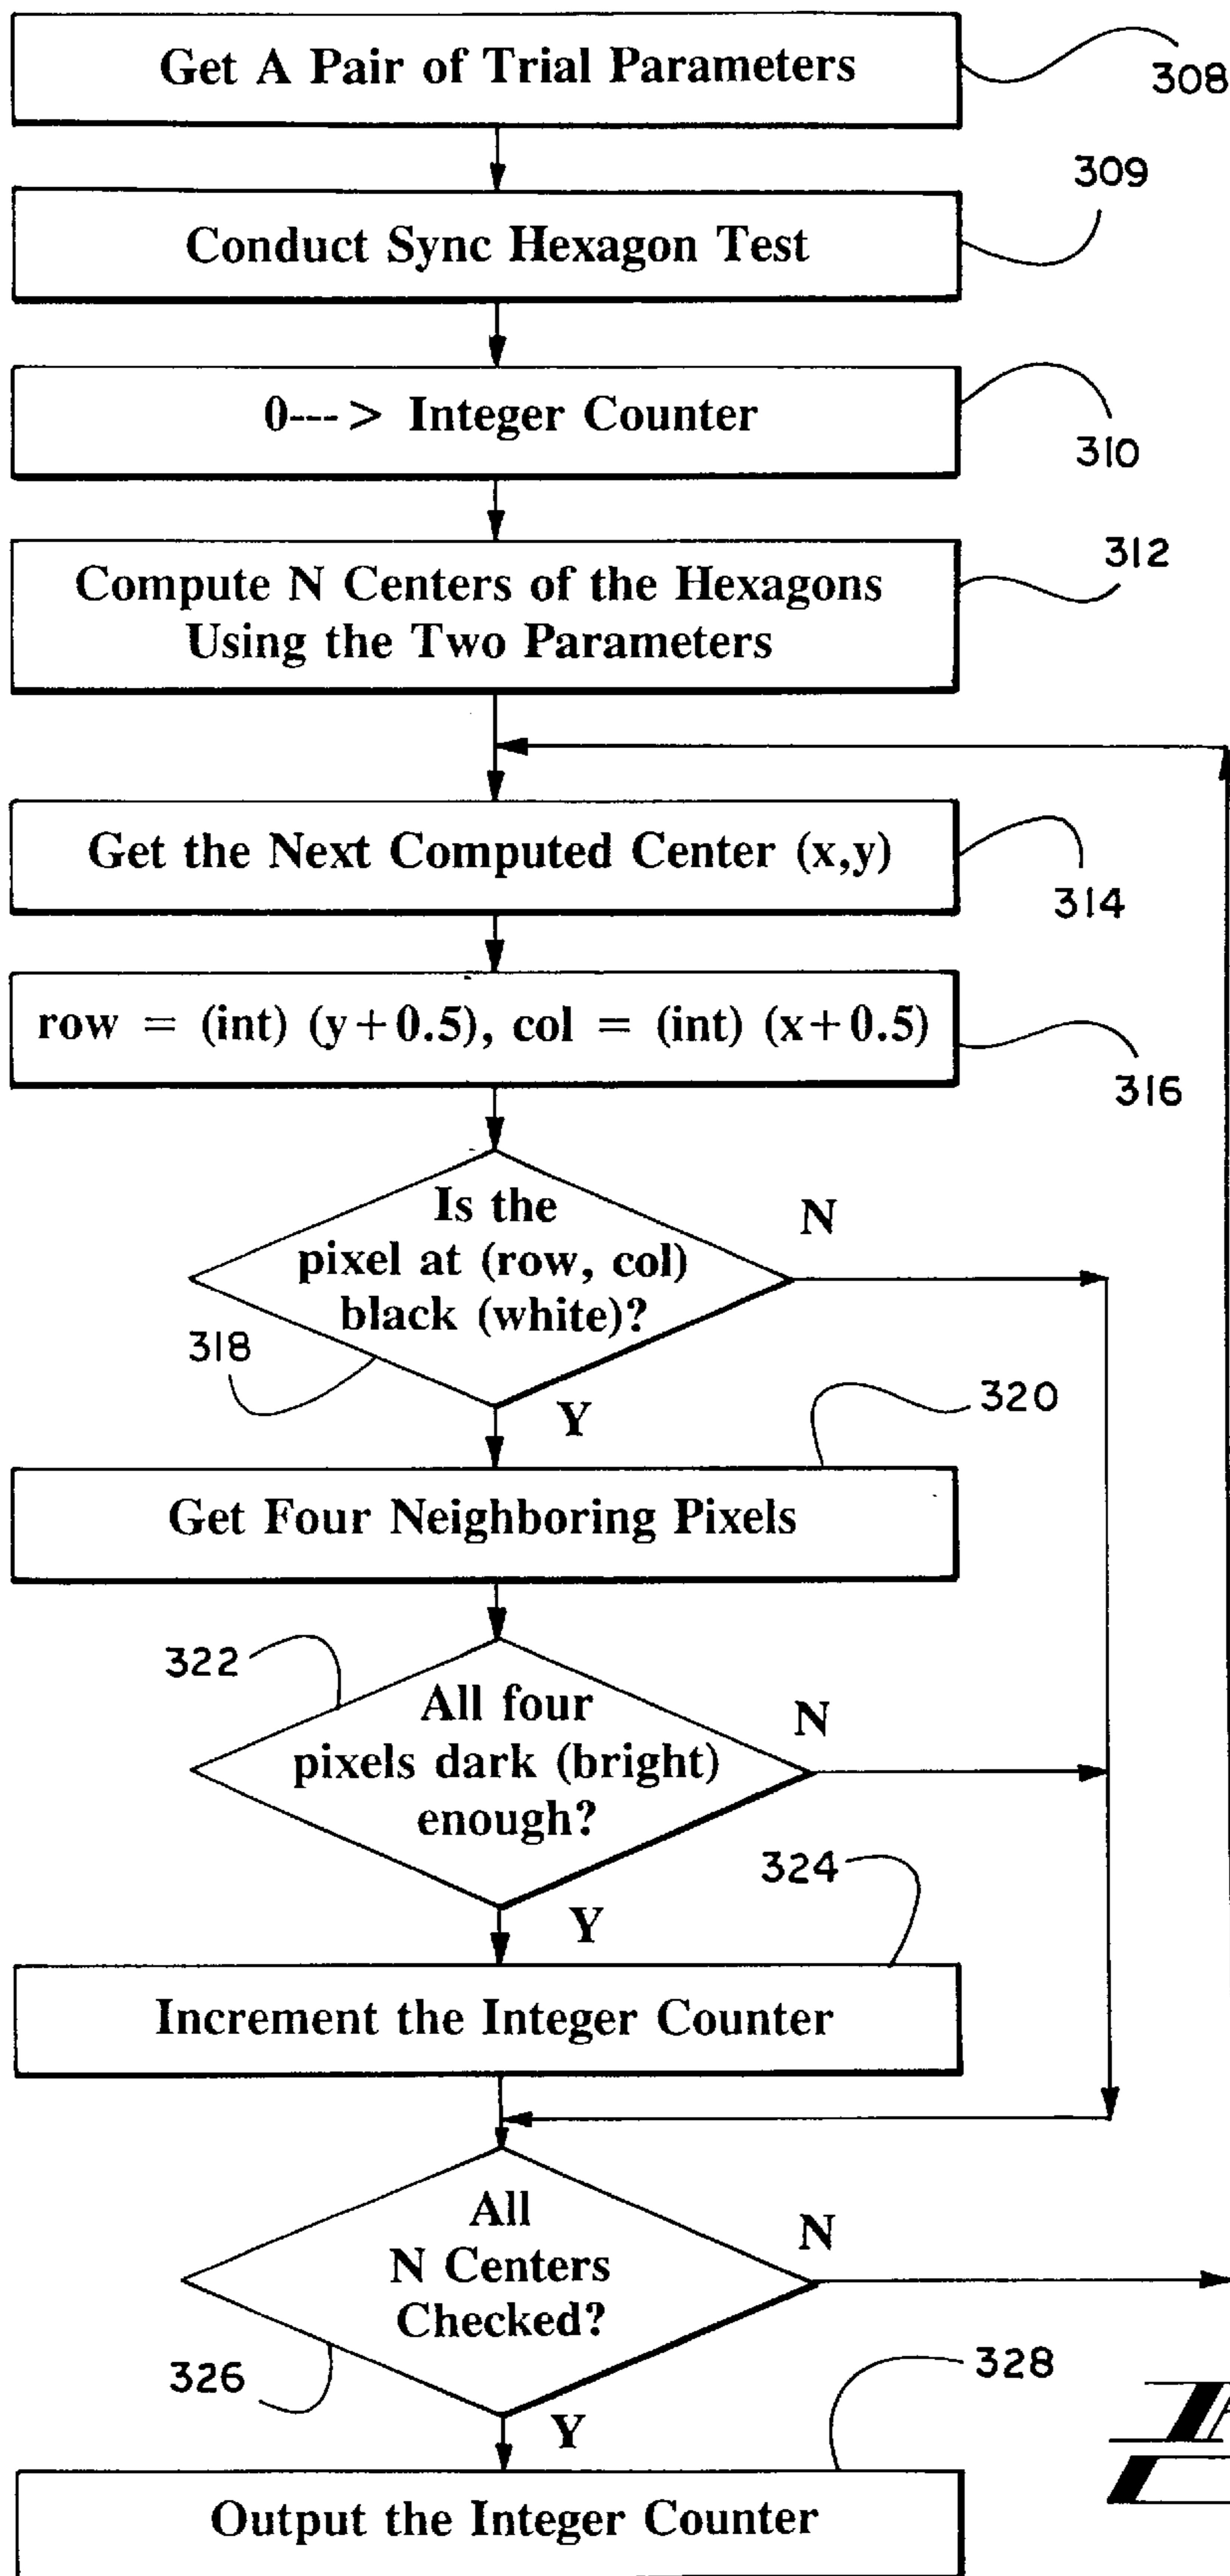 Get A Pair of Trial Parameters
308
Conduct Sync Hexagon Test
309
0---> Integer Counter
310
Compute N Centers of the Hexagons
Using the Two Parameters
312
Get the Next Computed Center (x,y)
314
row = (int) (y+0.5), col = (int) (x+0.5)
316
Is the
pixel at (row, col)
black (white)?
N
318
Y
320
Get Four Neighboring Pixels
322
All four
pixels dark (bright)
enough?
N
324
Y
Increment the Integer Counter
All
N Centers
Checked?
N
326
Y
328
Output the Integer Counter